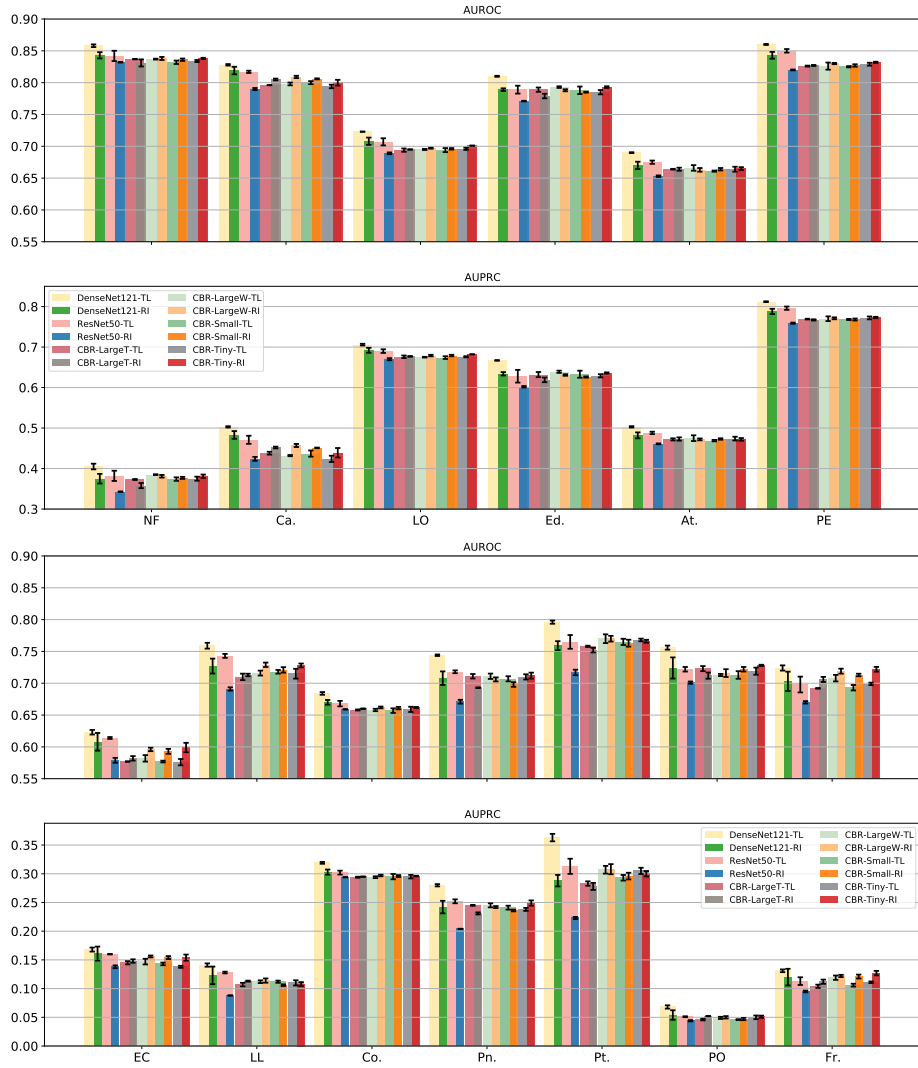 AUROC
0.90
0.85
0.80
0.75
0.70
0.65
0.60
0.55
AUPRC
0.8
0.7
0.6
0.5
0.4
0.3
DenseNet121-TL
DenseNet121-RI
ResNet50-TL
ResNet50-RI
CBR-LargeT-TL
CBR-LargeT-RI
CBR-LargeW-TL
CBR-LargeW-RI
CBR-Small-TL
CBR-Small-RI
CBR-Tiny-TL
CBR-Tiny-RI
NF Ca. LO Ed. At. PE
AUROC
0.90
0.85
0.80
0.75
0.70
0.65
0.60
0.55
AUPRC
0.35
0.30
0.25
0.20
0.15
0.10
0.05
0.00
DenseNet121-TL
DenseNet121-RI
ResNet50-TL
ResNet50-RI
CBR-LargeT-TL
CBR-LargeT-RI
CBR-LargeW-TL
CBR-LargeW-RI
CBR-Small-TL
CBR-Small-RI
CBR-Tiny-TL
CBR-Tiny-RI
EC LL Co. Pn. Pt. PO Fr.